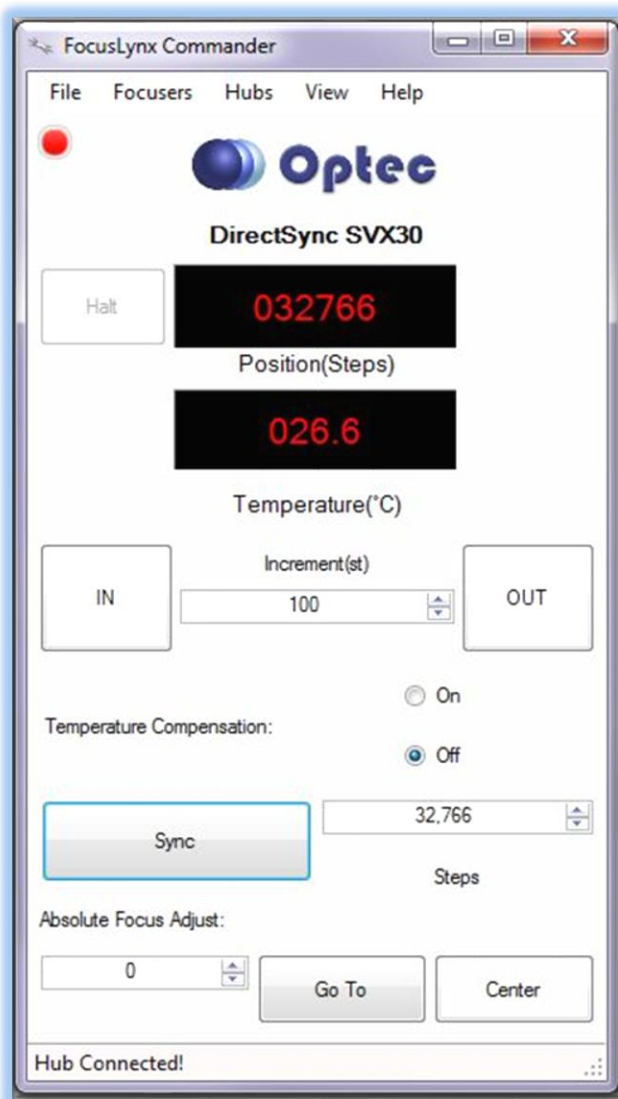 FocusLynx Commander
File Focusers Hubs View Help
Optec
DirectSync SVX30
Halt
032766
Position(Steps)
026.6
Temperature(°C)
IN
Increment(st)
100
OUT
On
Temperature Compensation:
Off
Sync
32,766
Steps
Absolute Focus Adjust:
0
Go To
Center
Hub Connected!